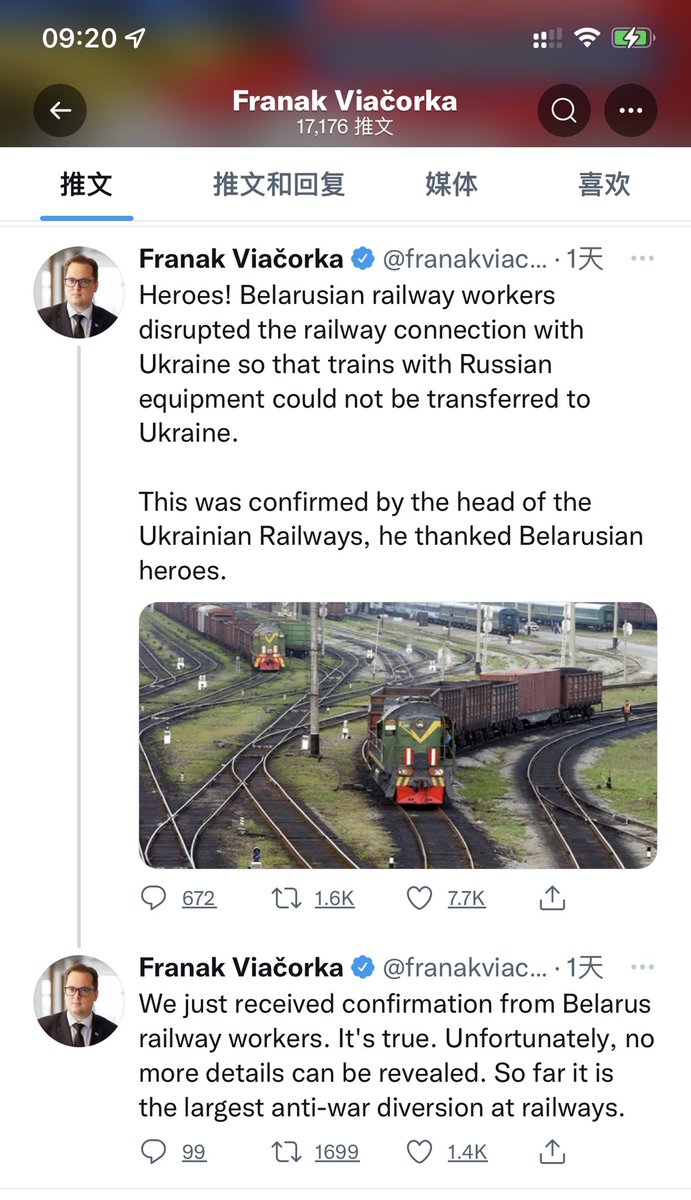 09:20
Franak Viačorka
17,176 推文
推文 推文和回复 媒体 喜欢
Franak Viačorka @franakviac... · 1天
Heroes! Belarusian railway workers
disrupted the railway connection with
Ukraine so that trains with Russian
equipment could not be transferred to
Ukraine.
This was confirmed by the head of the
Ukrainian Railways, he thanked Belarusian
heroes.
672 1.6K 7.7K
Franak Viačorka @franakviac... · 1天
We just received confirmation from Belarus
railway workers. It's true. Unfortunately, no
more details can be revealed. So far it is
the largest anti-war diversion at railways.
99 1699 1.4K